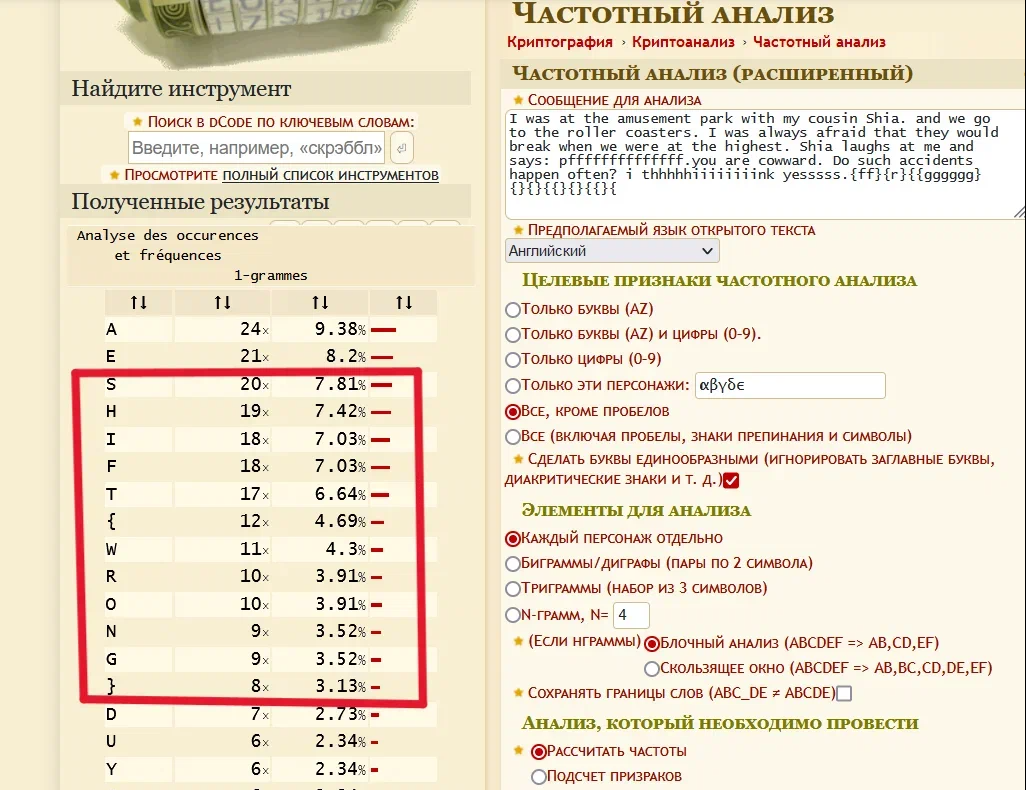 Найдите инструмент
★ Поиск в dCode по ключевым словам:
Введите, например, «скрэббл»
★ Просмотрите полный список инструментов
Полученные результаты
Analyse des occurences
et fréquences
1-grammes
↑↓ ↑↓ ↑↓ ↑↓
A 24× 9.38%
E 21× 8.2%
S 20× 7.81%
H 19× 7.42%
I 18× 7.03%
F 18× 7.03%
T 17× 6.64%
{ 12× 4.69%
W 11× 4.3%
R 10× 3.91%
O 10× 3.91%
N 9× 3.52%
G 9× 3.52%
} 8× 3.13%
D 7× 2.73%
U 6× 2.34%
Y 6× 2.34%
Частотный анализ
Криптография › Криптоанализ › Частотный анализ
Частотный анализ (расширенный)
★ Сообщение для анализа
I was at the amusement park with my cousin Shia. and we go
to the roller coasters. I was always afraid that they would
break when we were at the highest. Shia laughs at me and
says: pfffffffffffffff.you are cowward. Do such accidents
happen often? i thhhhhiiiiiiiink yesssss.{ff}{r}{{gggggg}
{}{}{{}{}{{}{
★ Предполагаемый язык открытого текста
Английский
Целевые признаки частотного анализа
Только буквы (AZ)
Только буквы (AZ) и цифры (0-9).
Только цифры (0-9)
Только эти персонажи: αβγδϵ
Все, кроме пробелов
Все (включая пробелы, знаки препинания и символы)
★ Сделать буквы единообразными (игнорировать заглавные буквы,
диакритические знаки и т. д.)
Элементы для анализа
Каждый персонаж отдельно
Биграммы/диграфы (пары по 2 символа)
Триграммы (набор из 3 символов)
N-грамм, N= 4
★ (Если нграммы) Блочный анализ (ABCDEF => AB,CD,EF)
Скользящее окно (ABCDEF => AB,BC,CD,DE,EF)
★ Сохранять границы слов (ABC_DE ≠ ABCDE)
Анализ, который необходимо провести
★ Рассчитать частоты
Подсчет призраков